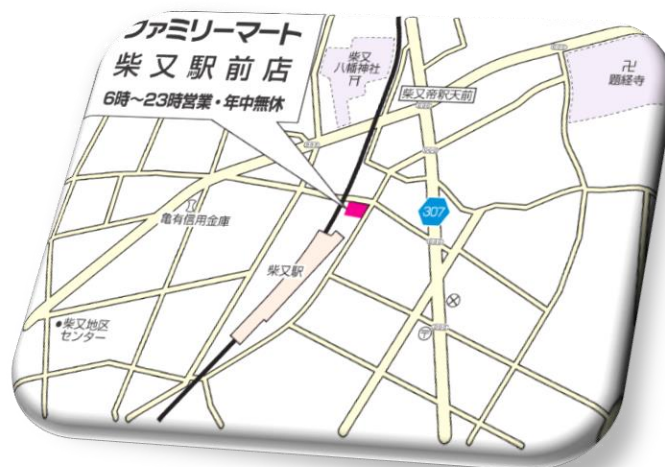 ファミリーマート
柴又駅前店
6時～23時営業・年中無休
柴又
八幡神社
卍
題経寺
柴又帝釈天前
亀有信用金庫
307
柴又駅
●柴又地区
センター